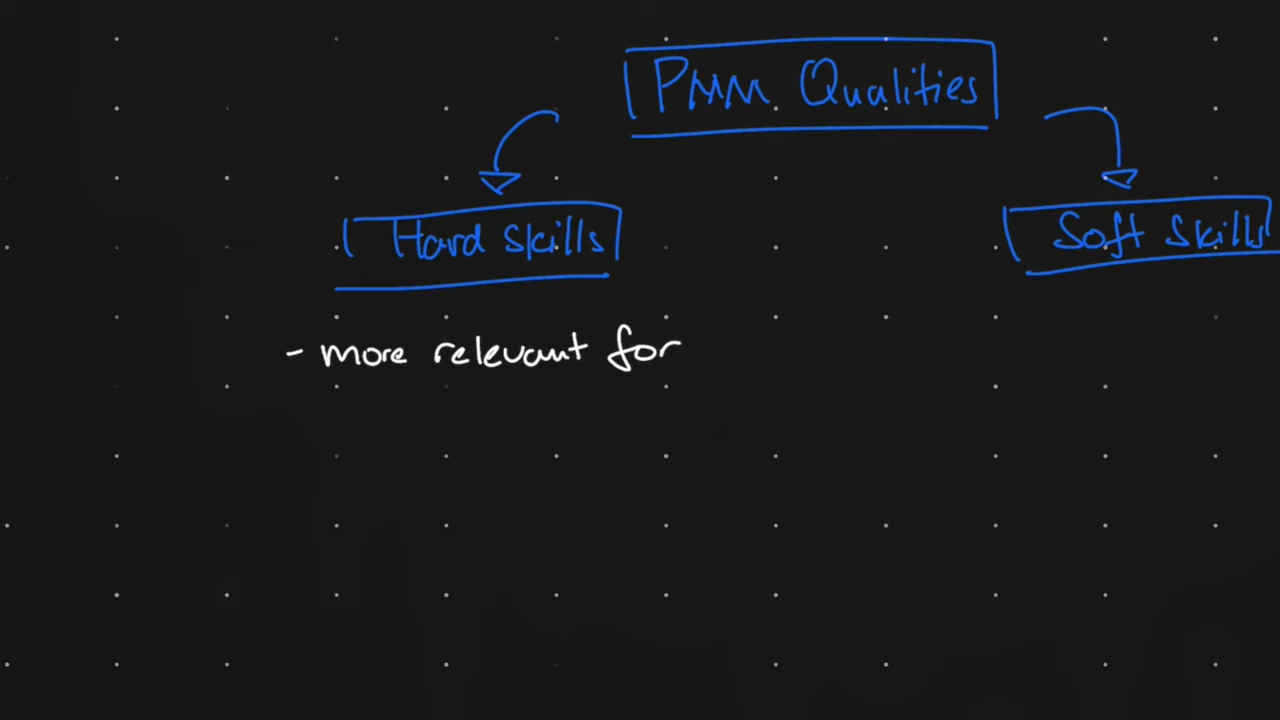 PMM Qualities
Hard Skills
Soft Skills
- more relevant for